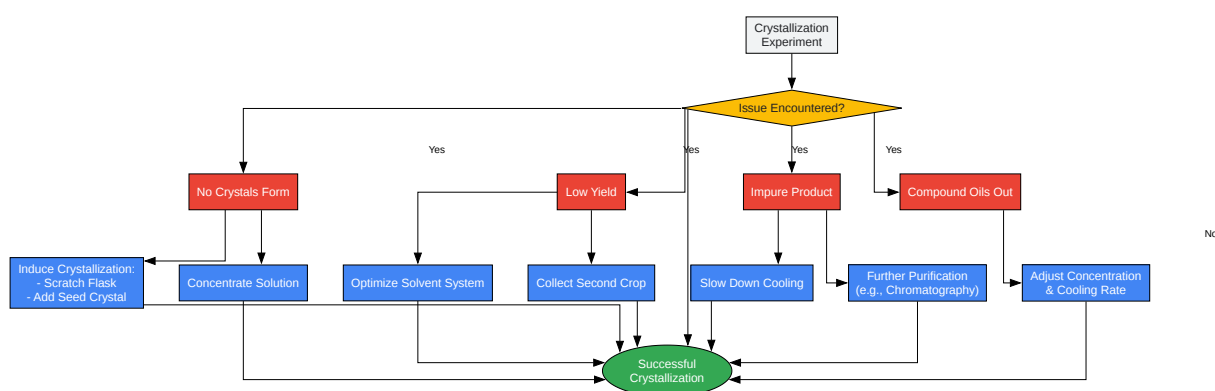 Crystallization
Experiment
Issue Encountered?
Yes
Yes
Yes
Yes
No Crystals Form
Low Yield
Impure Product
Compound Oils Out
No
Induce Crystallization:
- Scratch Flask
- Add Seed Crystal
Concentrate Solution
Optimize Solvent System
Collect Second Crop
Slow Down Cooling
Further Purification
(e.g., Chromatography)
Adjust Concentration
& Cooling Rate
Successful
Crystallization